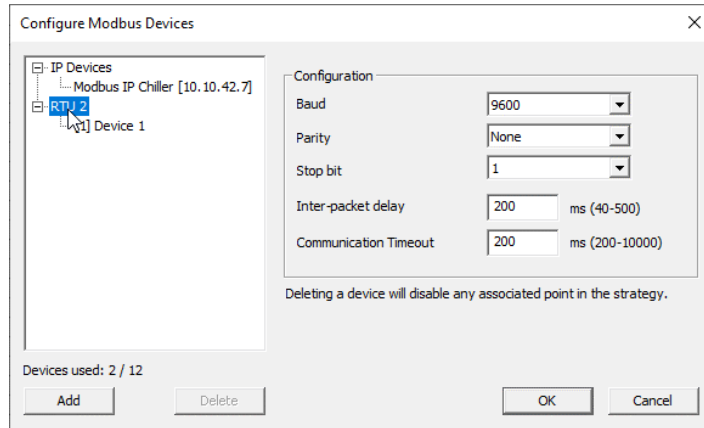 Configure Modbus Devices
IP Devices
Modbus IP Chiller [10.10.42.7]
RTU 2
1] Device 1
Configuration
Baud 9600
Parity None
Stop bit 1
Inter-packet delay 200 ms (40-500)
Communication Timeout 200 ms (200-10000)
Deleting a device will disable any associated point in the strategy.
Devices used: 2 / 12
Add Delete OK Cancel